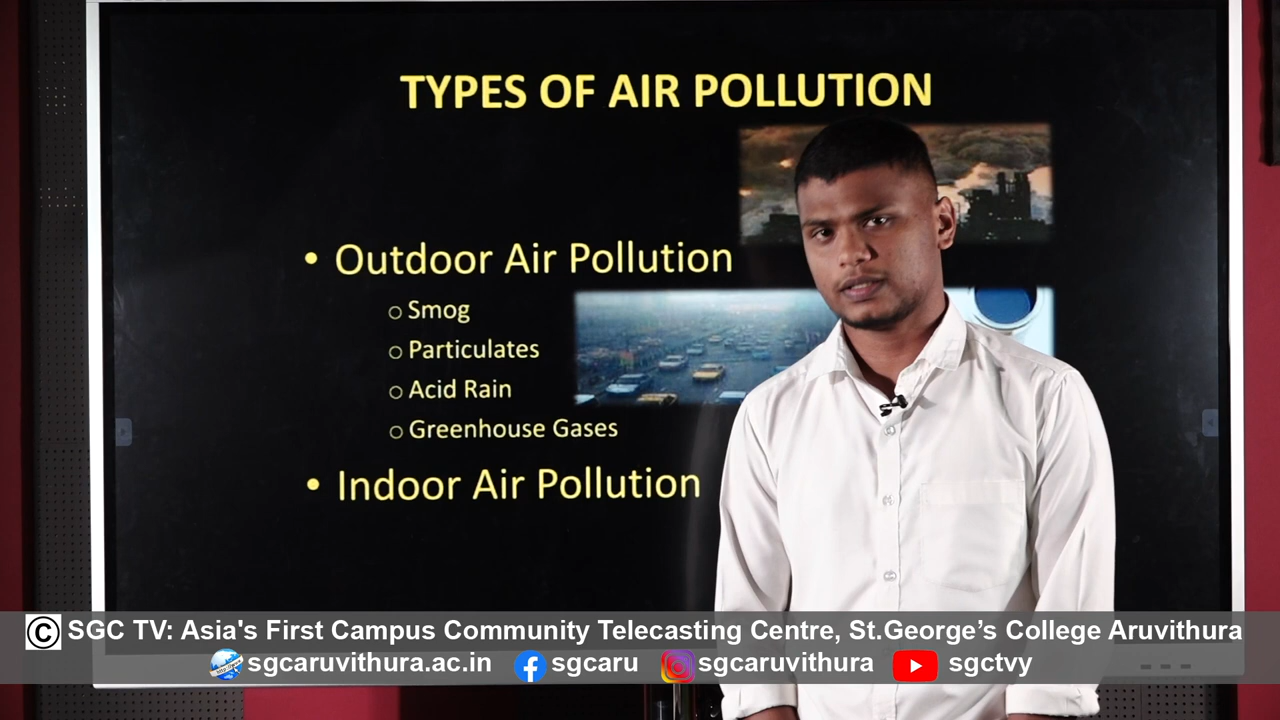 TYPES OF AIR POLLUTION
• Outdoor Air Pollution
○ Smog
○ Particulates
○ Acid Rain
○ Greenhouse Gases
• Indoor Air Pollution
© SGC TV: Asia's First Campus Community Telecasting Centre, St.George’s College Aruvithura
sgcaruvithura.ac.in sgcaru sgcaruvithura sgctvy